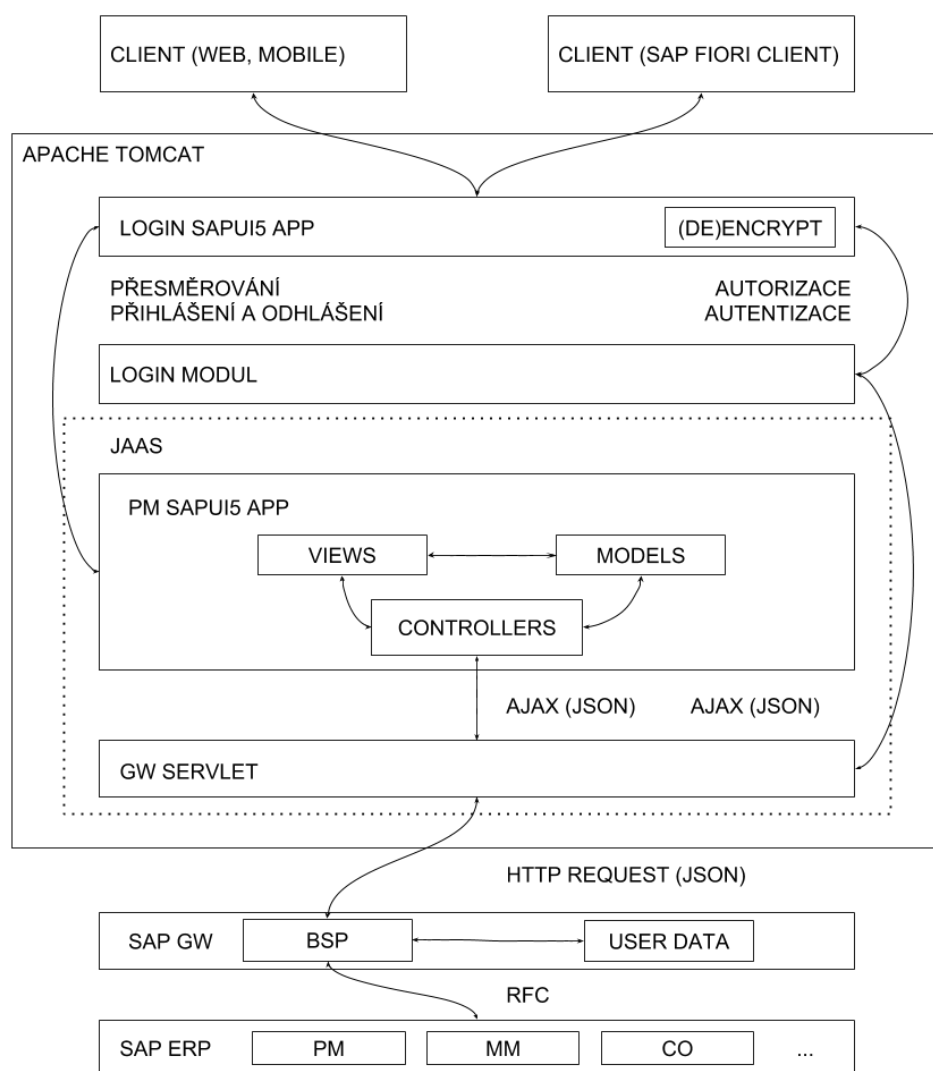 CLIENT (WEB, MOBILE)
CLIENT (SAP FIORI CLIENT)
APACHE TOMCAT
LOGIN SAPUI5 APP
(DE)ENCRYPT
PŘESMĚROVÁNÍ
PŘIHLÁŠENÍ A ODHLÁŠENÍ
AUTORIZACE
AUTENTIZACE
LOGIN MODUL
JAAS
PM SAPUI5 APP
VIEWS
MODELS
CONTROLLERS
AJAX (JSON)
AJAX (JSON)
GW SERVLET
HTTP REQUEST (JSON)
SAP GW
BSP
USER DATA
RFC
SAP ERP
PM
MM
CO
...